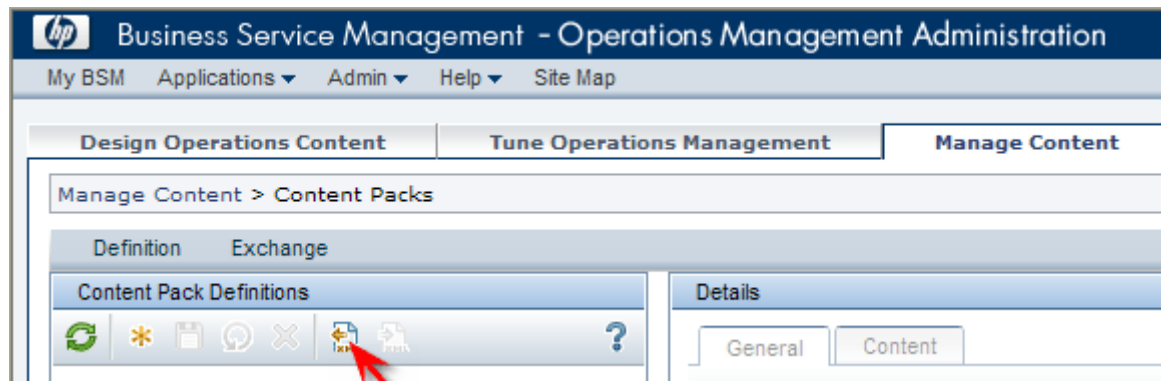 hp Business Service Management - Operations Management Administration
My BSM Applications Admin Help Site Map
Design Operations Content Tune Operations Management Manage Content
Manage Content > Content Packs
Definition Exchange
Content Pack Definitions Details
?
General Content